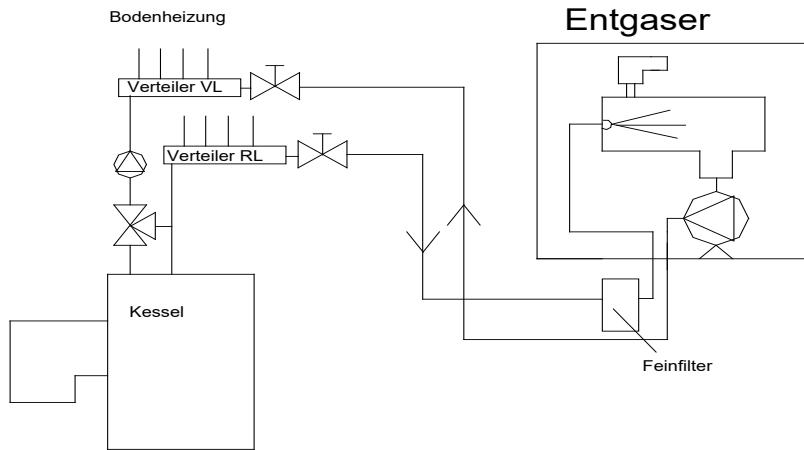 Bodenheizung
Entgaser
Verteiler VL
Verteiler RL
Kessel
Feinfilter